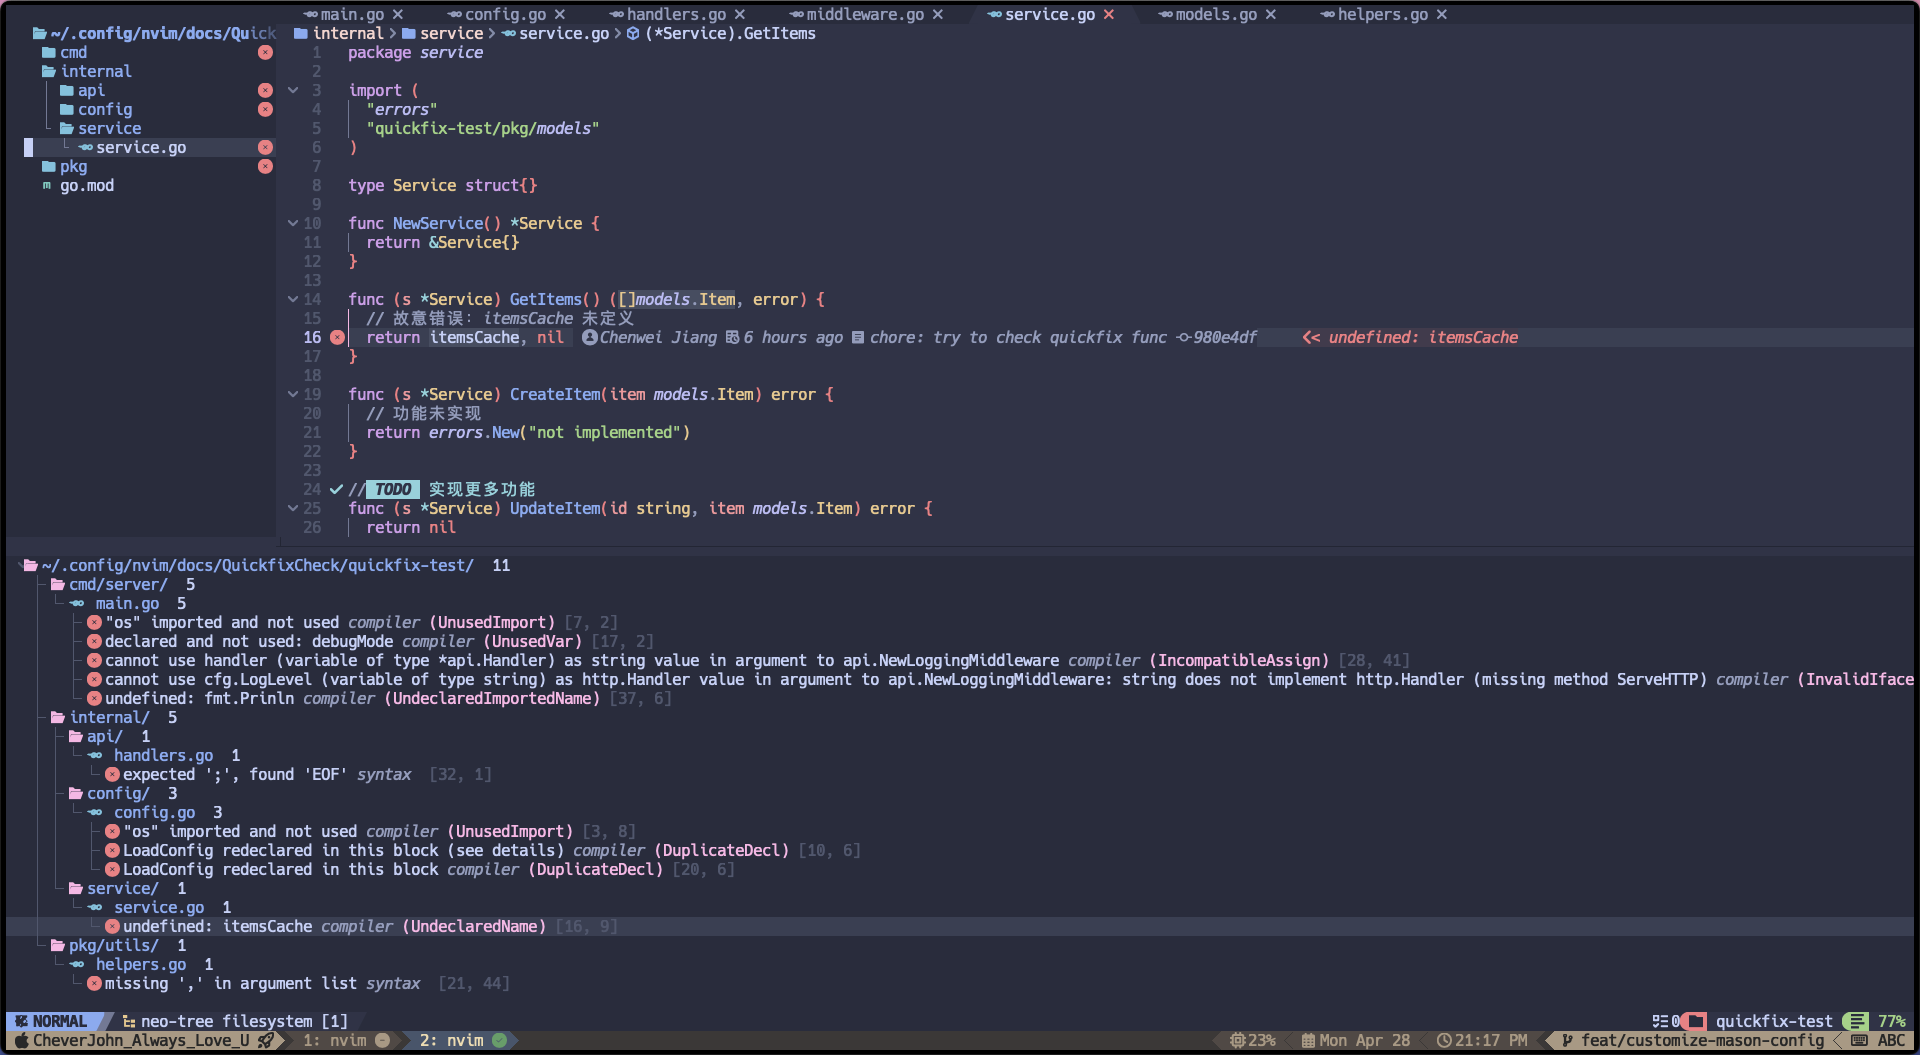 main.go config.go handlers.go middleware.go service.go models.go helpers.go
~/.config/nvim/docs/Quick
cmd
internal
api
config
service
service.go
pkg
go.mod
internal > service > service.go > (*Service).GetItems
1 package service
2
3 import (
4 "errors"
5 "quickfix-test/pkg/models"
6 )
7
8 type Service struct{}
9
10 func NewService() *Service {
11 return &Service{}
12 }
13
14 func (s *Service) GetItems() ([]models.Item, error) {
15 // 故意错误: itemsCache 未定义
16 return itemsCache, nil Chenwei Jiang 6 hours ago chore: try to check quickfix func 980e4df undefined: itemsCache
17 }
18
19 func (s *Service) CreateItem(item models.Item) error {
20 // 功能未实现
21 return errors.New("not implemented")
22 }
23
24 // TODO 实现更多功能
25 func (s *Service) UpdateItem(id string, item models.Item) error {
26 return nil
~/.config/nvim/docs/QuickfixCheck/quickfix-test/ 11
cmd/server/ 5
main.go 5
"os" imported and not used compiler (UnusedImport) [7, 2]
declared and not used: debugMode compiler (UnusedVar) [17, 2]
cannot use handler (variable of type *api.Handler) as string value in argument to api.NewLoggingMiddleware compiler (IncompatibleAssign) [28, 41]
cannot use cfg.LogLevel (variable of type string) as http.Handler value in argument to api.NewLoggingMiddleware: string does not implement http.Handler (missing method ServeHTTP) compiler (InvalidIface
undefined: fmt.Prinln compiler (UndeclaredImportedName) [37, 6]
internal/ 5
api/ 1
handlers.go 1
expected ';', found 'EOF' syntax [32, 1]
config/ 3
config.go 3
"os" imported and not used compiler (UnusedImport) [3, 8]
LoadConfig redeclared in this block (see details) compiler (DuplicateDecl) [10, 6]
LoadConfig redeclared in this block compiler (DuplicateDecl) [20, 6]
service/ 1
service.go 1
undefined: itemsCache compiler (UndeclaredName) [16, 9]
pkg/utils/ 1
helpers.go 1
missing ',' in argument list syntax [21, 44]
NORMAL neo-tree filesystem [1] 0 quickfix-test 77%
CheverJohn_Always_Love_U 1: nvim 2: nvim 23% Mon Apr 28 21:17 PM feat/customize-mason-config ABC